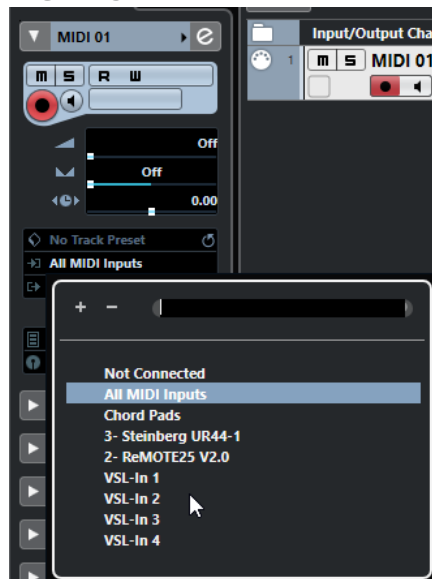 MIDI 01
Input/Output Cha
m S R W
1 m S MIDI 01
Off
Off
0.00
No Track Preset
All MIDI Inputs
+ −
Not Connected
All MIDI Inputs
Chord Pads
3- Steinberg UR44-1
2- ReMOTE25 V2.0
VSL-In 1
VSL-In 2
VSL-In 3
VSL-In 4